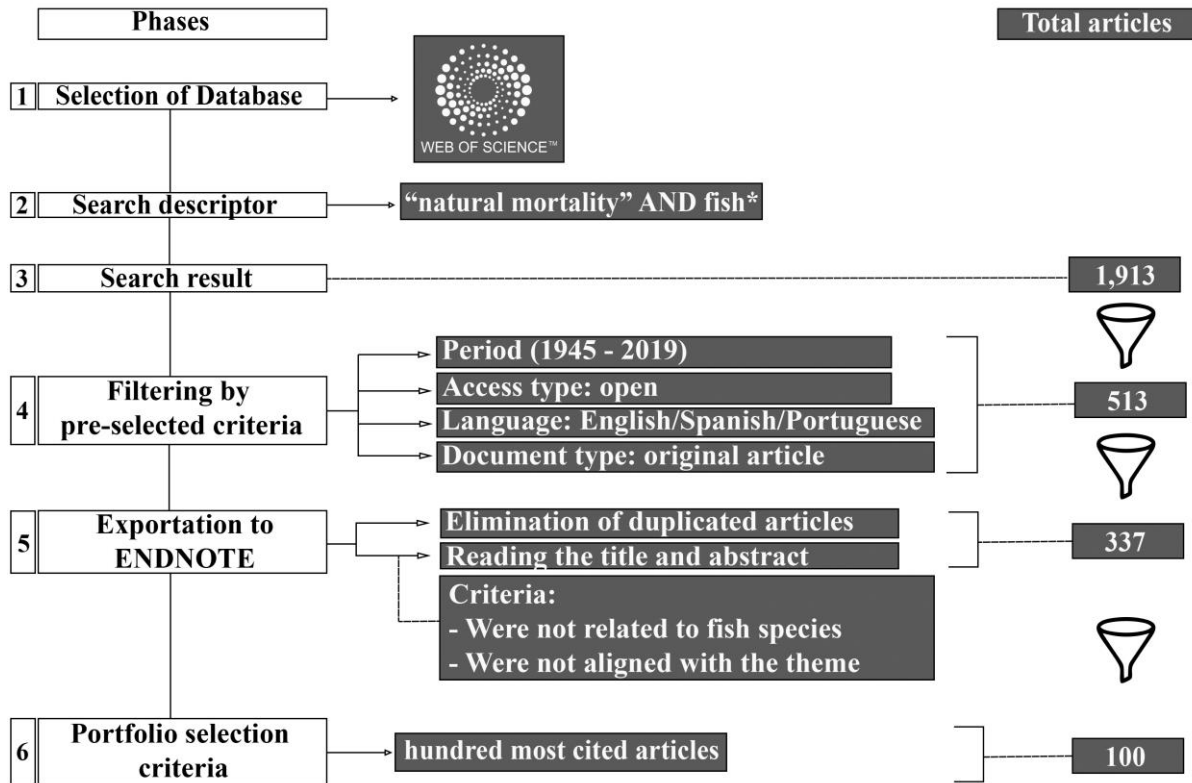 Phases
Total articles
1
Selection of Database
WEB OF SCIENCE™
2
Search descriptor
“natural mortality” AND fish*
3
Search result
1,913
4
Filtering by
pre-selected criteria
Period (1945 - 2019)
Access type: open
Language: English/Spanish/Portuguese
Document type: original article
513
5
Exportation to
ENDNOTE
Elimination of duplicated articles
Reading the title and abstract
Criteria:
- Were not related to fish species
- Were not aligned with the theme
337
6
Portfolio selection
criteria
hundred most cited articles
100